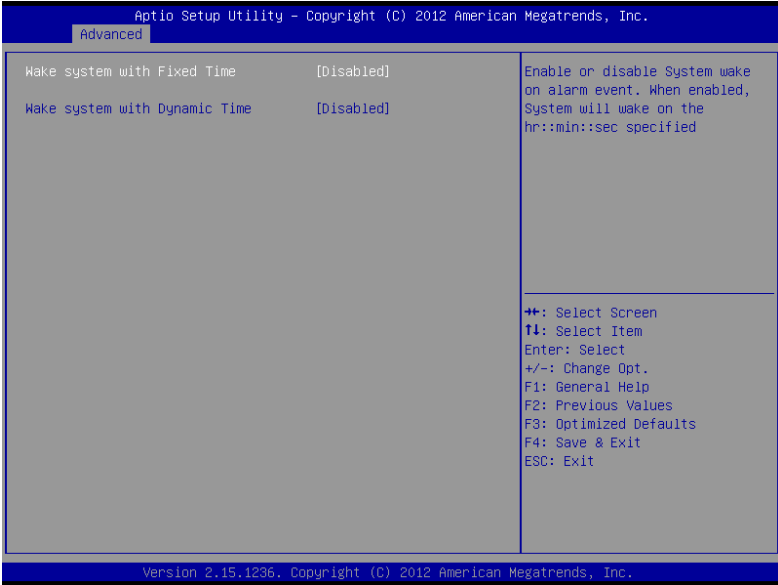 Aptio Setup Utility – Copyright (C) 2012 American Megatrends, Inc.
Advanced
Wake system with Fixed Time [Disabled]
Wake system with Dynamic Time [Disabled]
Enable or disable System wake
on alarm event. When enabled,
System will wake on the
hr::min::sec specified
→←: Select Screen
↑↓: Select Item
Enter: Select
+/-: Change Opt.
F1: General Help
F2: Previous Values
F3: Optimized Defaults
F4: Save & Exit
ESC: Exit
Version 2.15.1236. Copyright (C) 2012 American Megatrends, Inc.